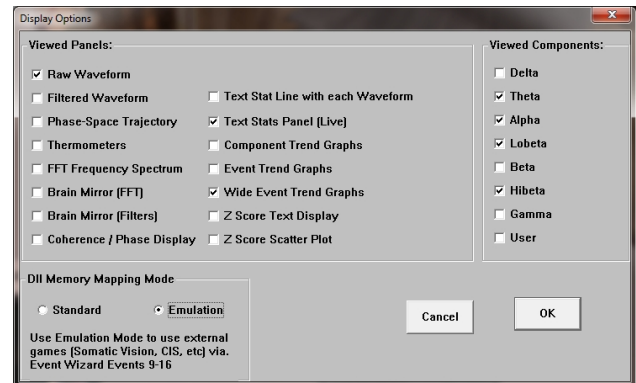 Display Options
Viewed Panels:
Raw Waveform
Filtered Waveform
Phase-Space Trajectory
Thermometers
FFT Frequency Spectrum
Brain Mirror (FFT)
Brain Mirror (Filters)
Coherence / Phase Display
Text Stat Line with each Waveform
Text Stats Panel (Live)
Component Trend Graphs
Event Trend Graphs
Wide Event Trend Graphs
Z Score Text Display
Z Score Scatter Plot
Viewed Components:
Delta
Theta
Alpha
Lobeta
Beta
Hibeta
Gamma
User
Dll Memory Mapping Mode
Standard
Emulation
Use Emulation Mode to use external
games (Somatic Vision, CIS, etc) via.
Event Wizard Events 9-16
Cancel
OK